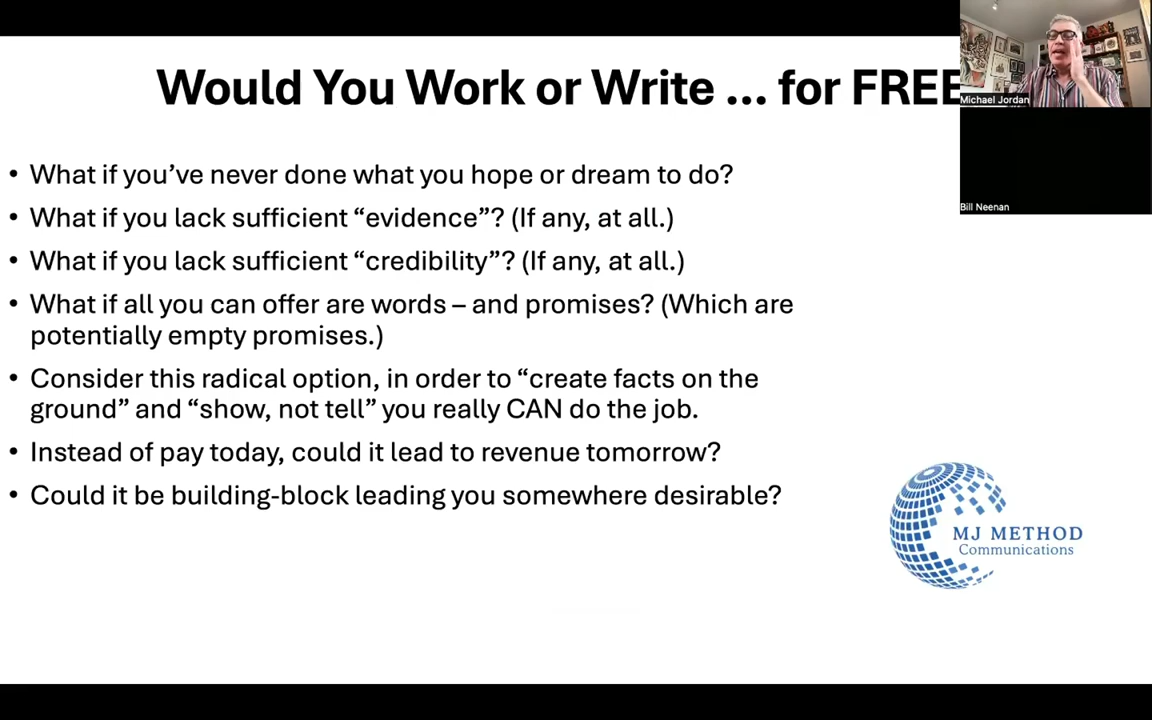 Would You Work or Write ... for FREE
Michael Jordan
Bill Neenan
• What if you’ve never done what you hope or dream to do?
• What if you lack sufficient “evidence”? (If any, at all.)
• What if you lack sufficient “credibility”? (If any, at all.)
• What if all you can offer are words – and promises? (Which are
potentially empty promises.)
• Consider this radical option, in order to “create facts on the
ground” and “show, not tell” you really CAN do the job.
• Instead of pay today, could it lead to revenue tomorrow?
• Could it be building-block leading you somewhere desirable?
MJ METHOD
Communications